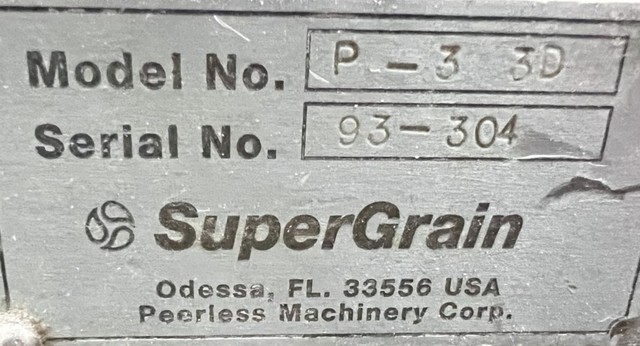 Model No. P-3 3D
Serial No. 93-304
SuperGrain
Odessa, FL. 33556 USA
Peerless Machinery Corp.